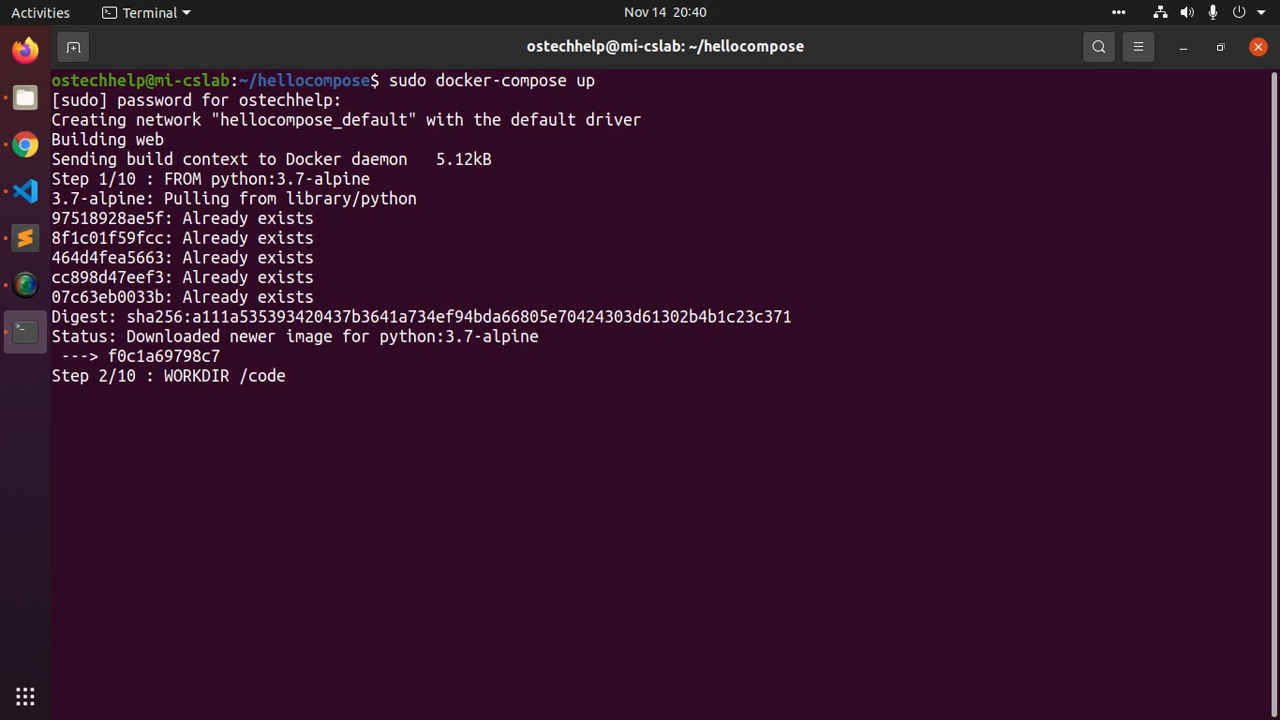 Activities Terminal Nov 14 20:40
ostechhelp@mi-cslab: ~/hellocompose
ostechhelp@mi-cslab:~/hellocompose$ sudo docker-compose up
[sudo] password for ostechhelp:
Creating network "hellocompose_default" with the default driver
Building web
Sending build context to Docker daemon   5.12kB
Step 1/10 : FROM python:3.7-alpine
3.7-alpine: Pulling from library/python
97518928ae5f: Already exists
8f1c01f59fcc: Already exists
464d4fea5663: Already exists
cc898d47eef3: Already exists
07c63eb0033b: Already exists
Digest: sha256:a111a535393420437b3641a734ef94bda66805e70424303d61302b4b1c23c371
Status: Downloaded newer image for python:3.7-alpine
 ---> f0c1a69798c7
Step 2/10 : WORKDIR /code